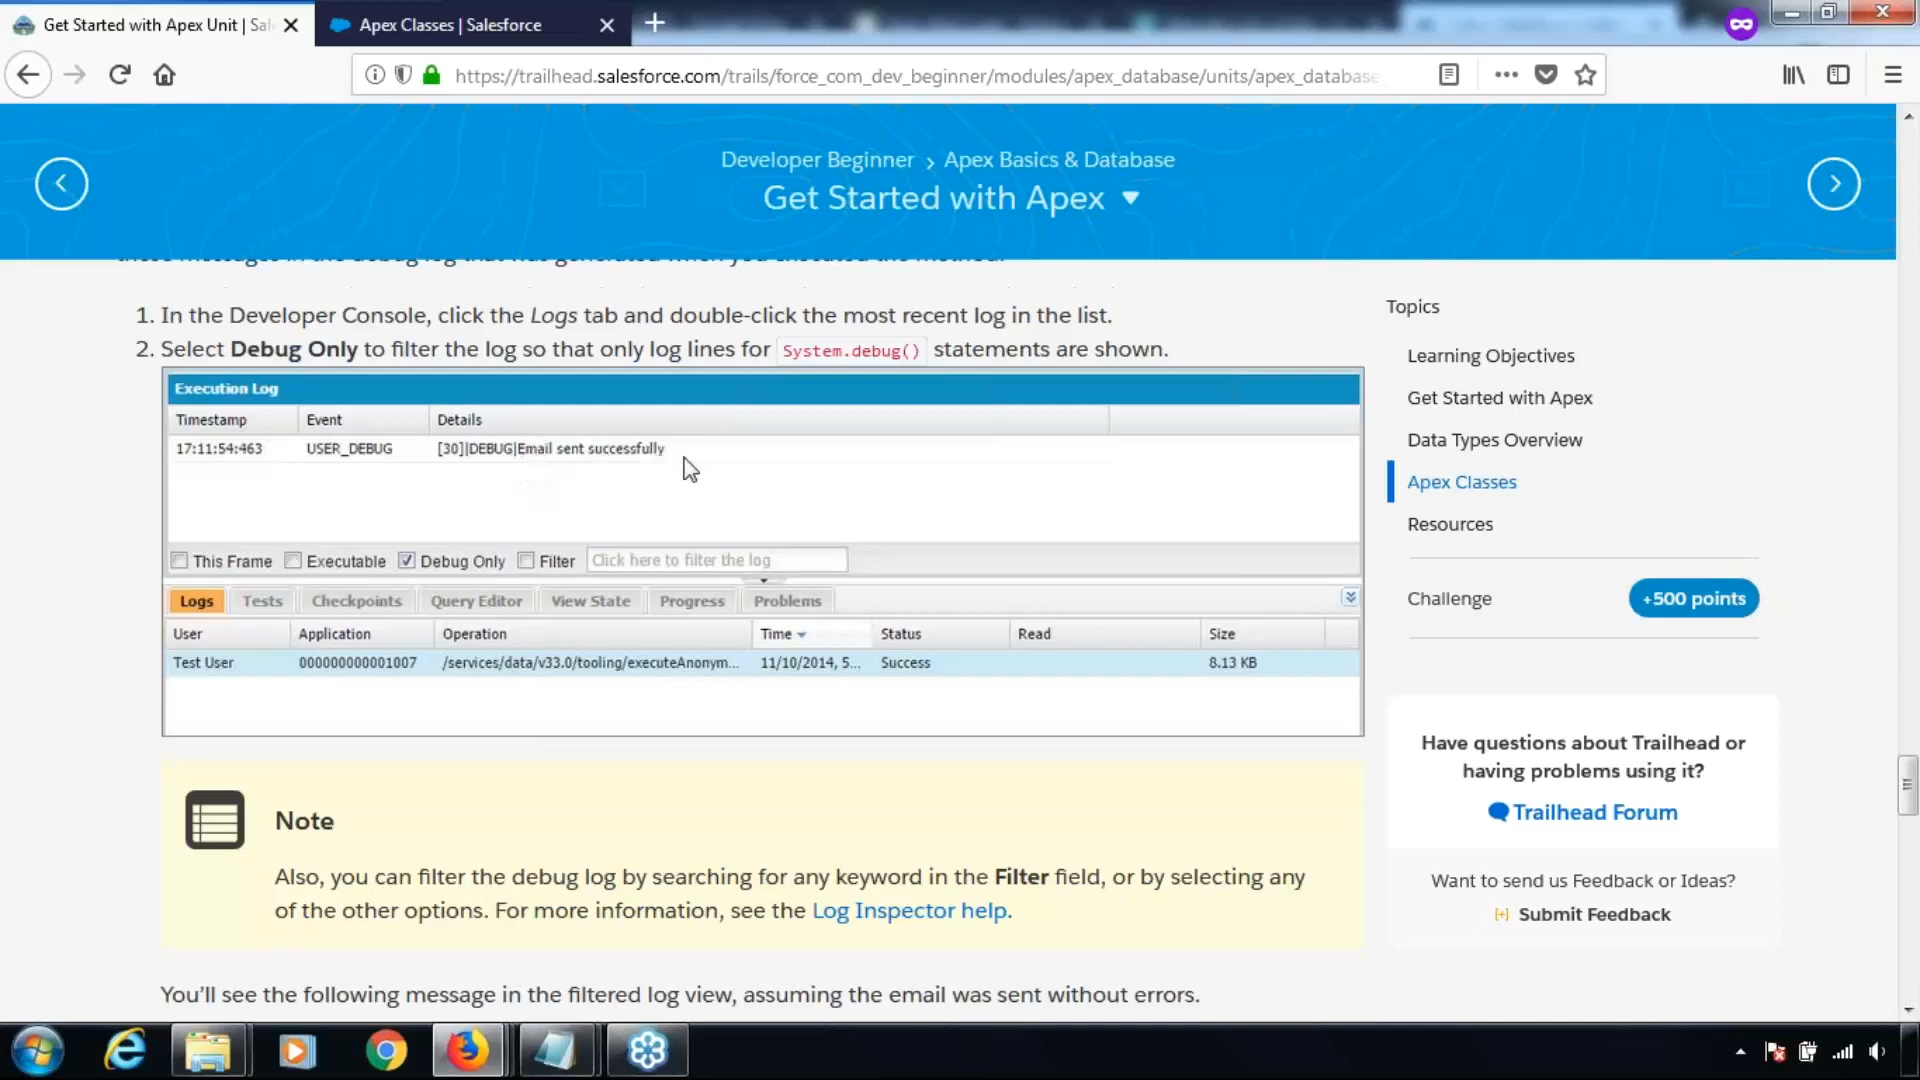 Get Started with Apex Unit | Sal
Apex Classes | Salesforce
https://trailhead.salesforce.com/trails/force_com_dev_beginner/modules/apex_database/units/apex_database
Developer Beginner › Apex Basics & Database
Get Started with Apex
1. In the Developer Console, click the Logs tab and double-click the most recent log in the list.
2. Select Debug Only to filter the log so that only log lines for System.debug() statements are shown.
Execution Log
Timestamp Event Details
17:11:54:463 USER_DEBUG [30]|DEBUG|Email sent successfully
This Frame Executable Debug Only Filter Click here to filter the log
Logs Tests Checkpoints Query Editor View State Progress Problems
User Application Operation Time Status Read Size
Test User 000000000001007 /services/data/v33.0/tooling/executeAnonym... 11/10/2014, 5... Success 8.13 KB
Note
Also, you can filter the debug log by searching for any keyword in the Filter field, or by selecting any
of the other options. For more information, see the Log Inspector help.
You’ll see the following message in the filtered log view, assuming the email was sent without errors.
Topics
Learning Objectives
Get Started with Apex
Data Types Overview
Apex Classes
Resources
Challenge +500 points
Have questions about Trailhead or
having problems using it?
Trailhead Forum
Want to send us Feedback or Ideas?
[+] Submit Feedback